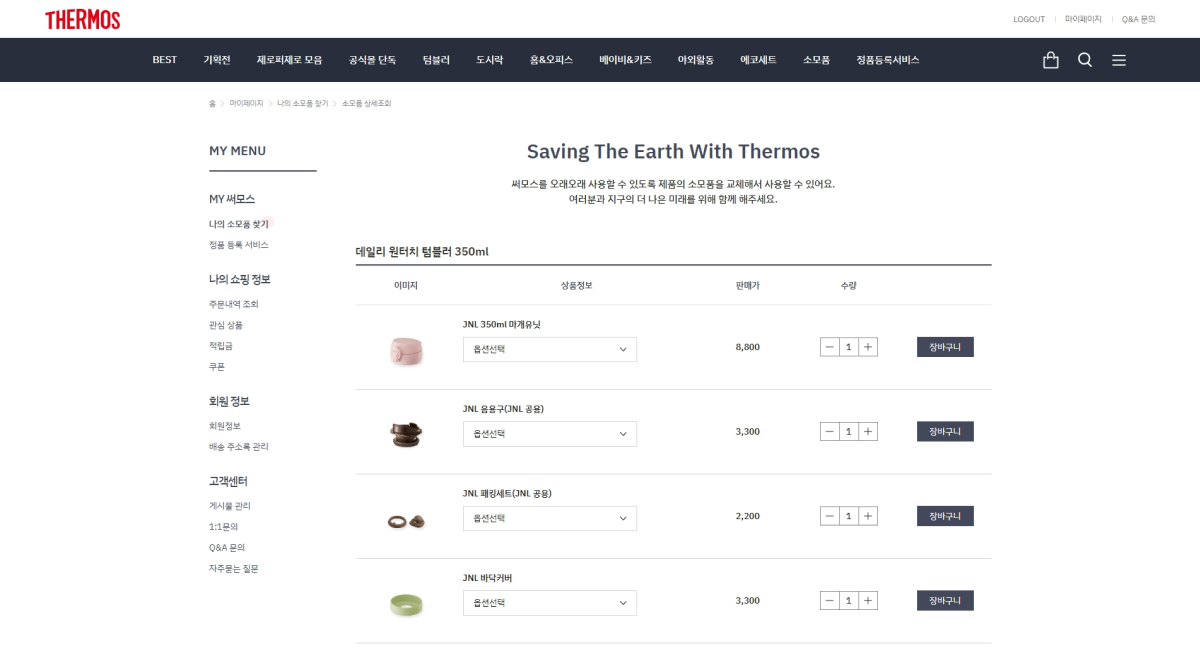 THERMOS
LOGOUT 마이페이지 Q&A 문의
BEST 기획전 제로퍼제로 모음 공식몰 단독 텀블러 도시락 홈&오피스 베이비&키즈 야외활동 에코세트 소모품 정품등록서비스
홈 > 마이페이지 > 나의 소모품 찾기 > 소모품 상세조회
MY MENU
MY 써모스
나의 소모품 찾기
정품 등록 서비스
나의 쇼핑 정보
주문내역 조회
관심 상품
적립금
쿠폰
회원 정보
회원정보
배송 주소록 관리
고객센터
게시물 관리
1:1문의
Q&A 문의
자주묻는 질문
Saving The Earth With Thermos
써모스를 오래오래 사용할 수 있도록 제품의 소모품을 교체해서 사용할 수 있어요.
여러분과 지구의 더 나은 미래를 위해 함께 해주세요.
데일리 원터치 텀블러 350ml
이미지 상품정보 판매가 수량
JNL 350ml 마개유닛
옵션선택 8,800 1 장바구니
JNL 음용구(JNL 공용)
옵션선택 3,300 1 장바구니
JNL 패킹세트(JNL 공용)
옵션선택 2,200 1 장바구니
JNL 바닥커버
옵션선택 3,300 1 장바구니